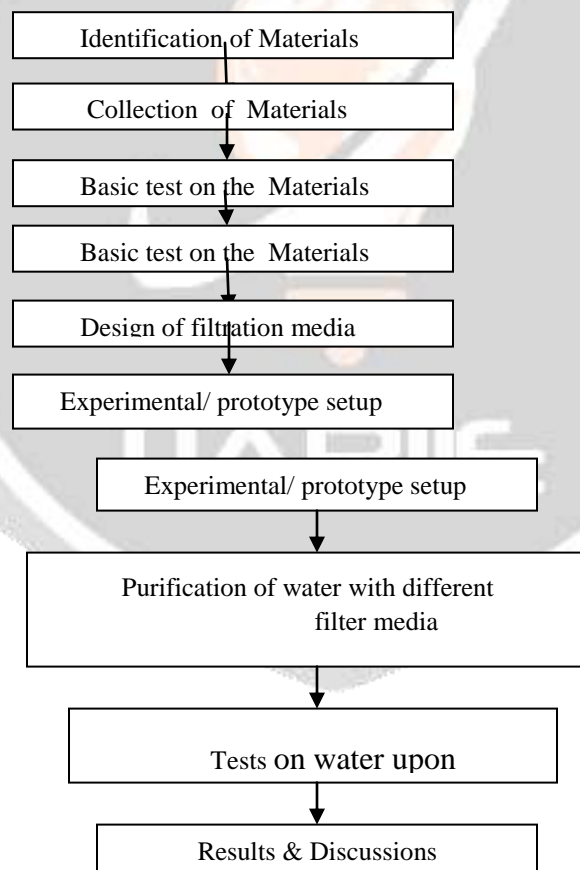 Identification of Materials
Collection of Materials
Basic test on the Materials
Basic test on the Materials
Design of filtration media
Experimental/ prototype setup
Experimental/ prototype setup
Purification of water with different
filter media
Tests on water upon
Results & Discussions